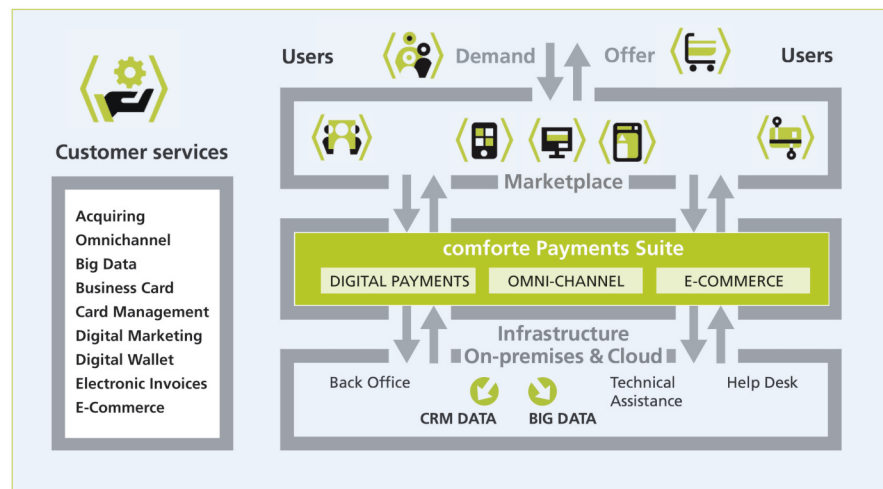 Users
Demand
Offer
Users
Customer services
Acquiring
Omnichannel
Big Data
Business Card
Card Management
Digital Marketing
Digital Wallet
Electronic Invoices
E-Commerce
Marketplace
comforte Payments Suite
DIGITAL PAYMENTS
OMNI-CHANNEL
E-COMMERCE
Infrastructure
On-premises & Cloud
Back Office
CRM DATA
BIG DATA
Technical
Assistance
Help Desk